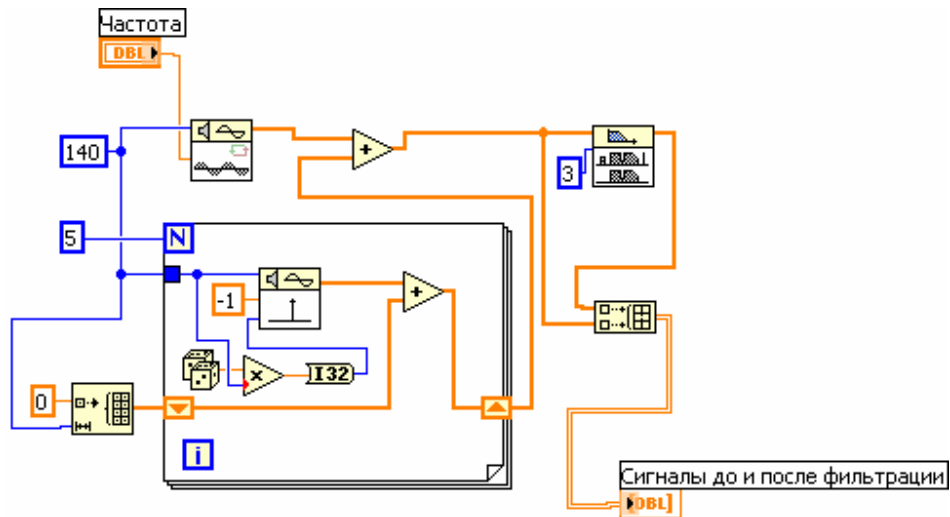 Частота
DBL
140
3
5
N
-1
I32
0
i
Сигналы до и после фильтрации
[DBL]